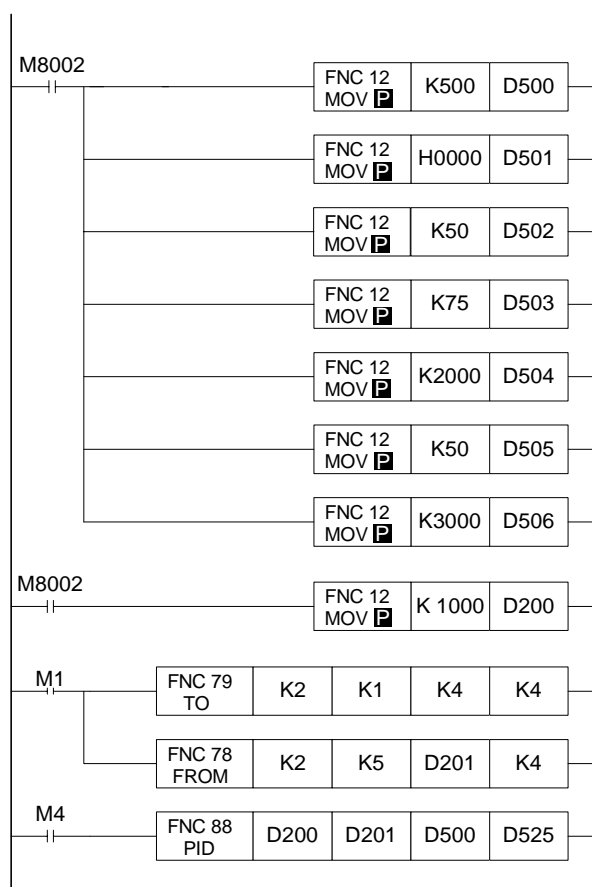 M8002
FNC 12 K500 D500
MOV P
FNC 12 H0000 D501
MOV P
FNC 12 K50 D502
MOV P
FNC 12 K75 D503
MOV P
FNC 12 K2000 D504
MOV P
FNC 12 K50 D505
MOV P
FNC 12 K3000 D506
MOV P
M8002
FNC 12 K 1000 D200
MOV P
M1
FNC 79 K2 K1 K4 K4
TO
FNC 78 K2 K5 D201 K4
FROM
M4
FNC 88 D200 D201 D500 D525
PID